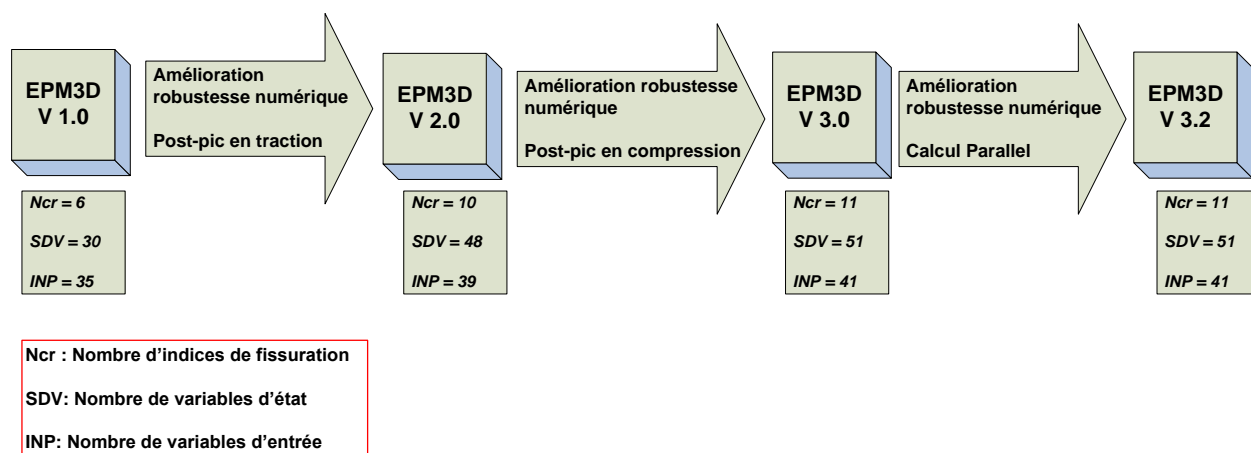 EPM3D
V 1.0
Amélioration
robustesse numérique
Post-pic en traction
EPM3D
V 2.0
Amélioration robustesse
numérique
Post-pic en compression
EPM3D
V 3.0
Amélioration
robustesse numérique
Calcul Parallel
EPM3D
V 3.2
Ncr = 6
SDV = 30
INP = 35
Ncr = 10
SDV = 48
INP = 39
Ncr = 11
SDV = 51
INP = 41
Ncr = 11
SDV = 51
INP = 41
Ncr : Nombre d'indices de fissuration
SDV: Nombre de variables d'état
INP: Nombre de variables d'entrée